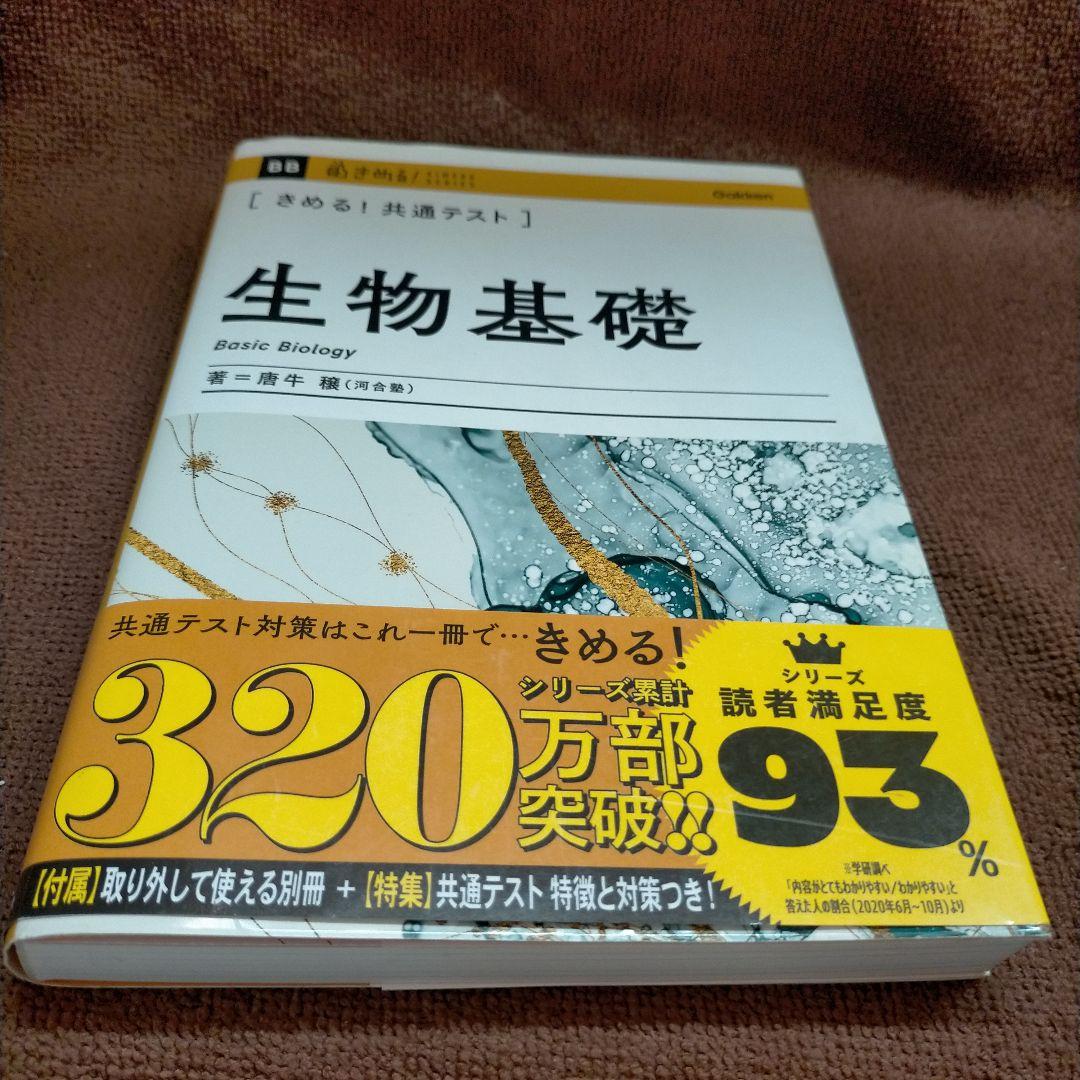 BB きめる! KIMERU SERIES
Gakken
[きめる! 共通テスト]
生物基礎
Basic Biology
著=唐牛 穣(河合塾)
共通テスト対策はこれ一冊で…きめる!
シリーズ累計
320万部
突破!!
シリーズ
読者満足度
93%
※学研調べ
「内容がとてもわかりやすい/わかりやすい」と
答えた人の割合(2020年6月~10月)より
【付属】取り外して使える別冊 +【特集】共通テスト 特徴と対策つき!